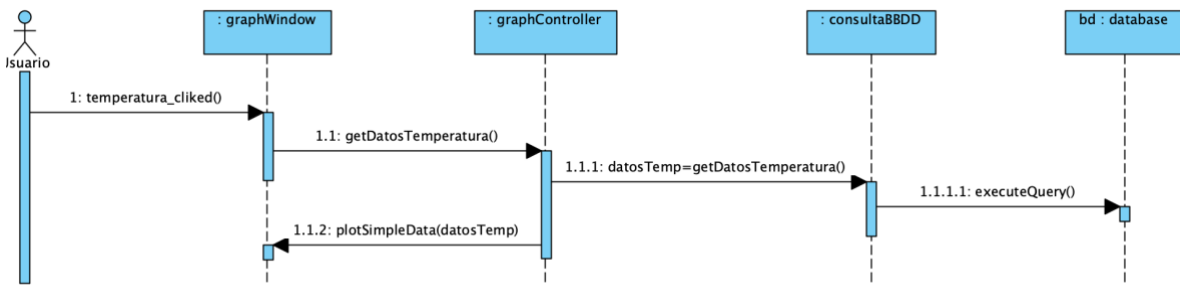 : graphWindow
: graphController
: consultaBBDD
bd : database
Usuario
1: temperatura_cliked()
1.1: getDatosTemperatura()
1.1.1: datosTemp=getDatosTemperatura()
1.1.1.1: executeQuery()
1.1.2: plotSimpleData(datosTemp)